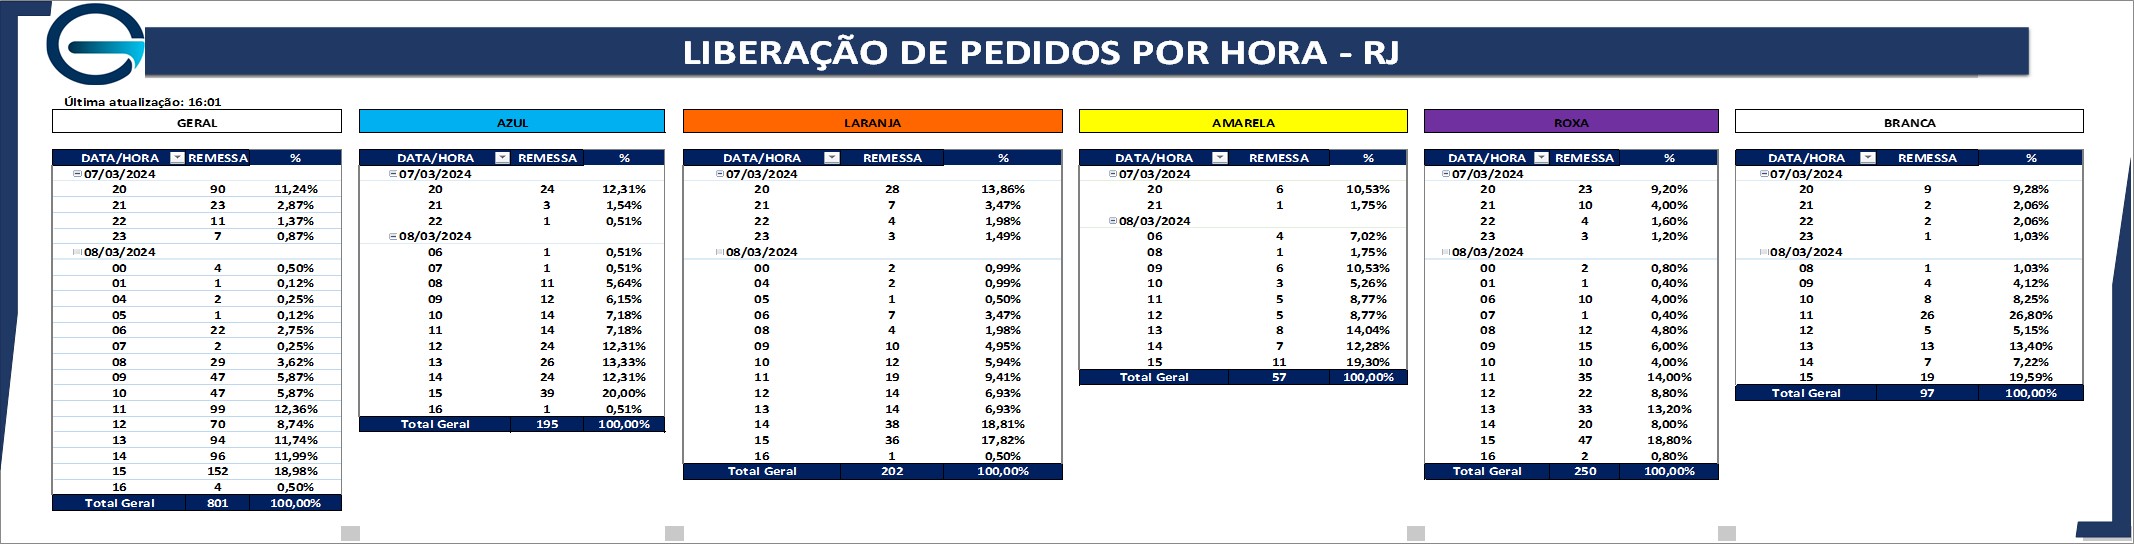 LIBERAÇÃO DE PEDIDOS POR HORA - RJ
Última atualização: 16:01
GERAL
DATA/HORA REMESSA %
07/03/2024
20 90 11,24%
21 23 2,87%
22 11 1,37%
23 7 0,87%
08/03/2024
00 4 0,50%
01 1 0,12%
04 2 0,25%
05 1 0,12%
06 22 2,75%
07 2 0,25%
08 29 3,62%
09 47 5,87%
10 47 5,87%
11 99 12,36%
12 70 8,74%
13 94 11,74%
14 96 11,99%
15 152 18,98%
16 4 0,50%
Total Geral 801 100,00%
AZUL
DATA/HORA REMESSA %
07/03/2024
20 24 12,31%
21 3 1,54%
22 1 0,51%
08/03/2024
06 1 0,51%
07 1 0,51%
08 11 5,64%
09 12 6,15%
10 14 7,18%
11 14 7,18%
12 24 12,31%
13 26 13,33%
14 24 12,31%
15 39 20,00%
16 1 0,51%
Total Geral 195 100,00%
LARANJA
DATA/HORA REMESSA %
07/03/2024
20 28 13,86%
21 7 3,47%
22 4 1,98%
23 3 1,49%
08/03/2024
00 2 0,99%
04 2 0,99%
05 1 0,50%
06 7 3,47%
08 4 1,98%
09 10 4,95%
10 12 5,94%
11 19 9,41%
12 14 6,93%
13 14 6,93%
14 38 18,81%
15 36 17,82%
16 1 0,50%
Total Geral 202 100,00%
AMARELA
DATA/HORA REMESSA %
07/03/2024
20 6 10,53%
21 1 1,75%
08/03/2024
06 4 7,02%
08 1 1,75%
09 6 10,53%
10 3 5,26%
11 5 8,77%
12 5 8,77%
13 8 14,04%
14 7 12,28%
15 11 19,30%
Total Geral 57 100,00%
ROXA
DATA/HORA REMESSA %
07/03/2024
20 23 9,20%
21 10 4,00%
22 4 1,60%
23 3 1,20%
08/03/2024
00 2 0,80%
01 1 0,40%
06 10 4,00%
07 1 0,40%
08 12 4,80%
09 15 6,00%
10 10 4,00%
11 35 14,00%
12 22 8,80%
13 33 13,20%
14 20 8,00%
15 47 18,80%
16 2 0,80%
Total Geral 250 100,00%
BRANCA
DATA/HORA REMESSA %
07/03/2024
20 9 9,28%
21 2 2,06%
22 2 2,06%
23 1 1,03%
08/03/2024
08 1 1,03%
09 4 4,12%
10 8 8,25%
11 26 26,80%
12 5 5,15%
13 13 13,40%
14 7 7,22%
15 19 19,59%
Total Geral 97 100,00%